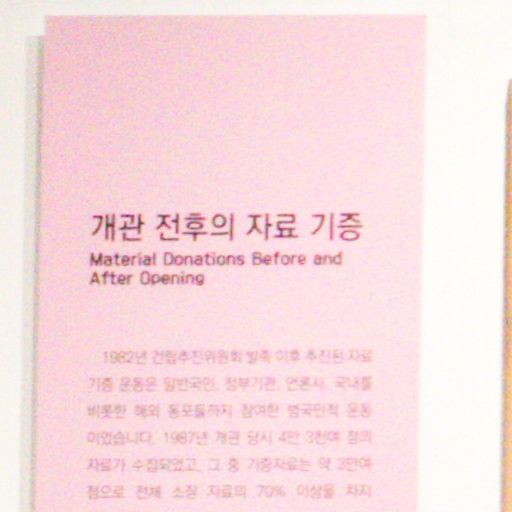 개관 전후의 자료 기증
Material Donations Before and
After Opening
1982년 건립추진위원회 발족 이후 추진된 자료
기증 운동은 일반국민, 정부기관, 언론사, 국내를
비롯한 해외 동포들까지 참여한 범국민적 운동
이었습니다. 1987년 개관 당시 4만 3천여 점의
자료가 수집되었고, 그 중 기증자료는 약 3만여
점으로 전체 소장 자료의 70% 이상을 차지